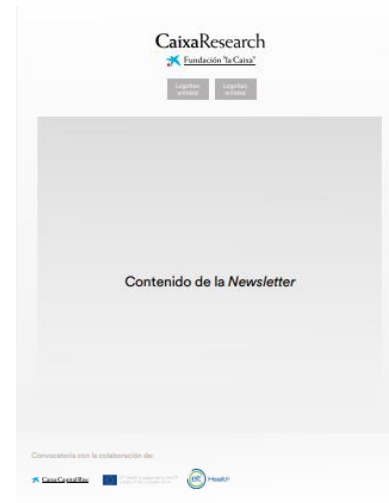 CaixaResearch
Fundación "la Caixa"
Logotipo
entidad
Logotipo
entidad
Contenido de la Newsletter
Convocatoria con la colaboración de:
CaixaCapitalRisc
eit Health